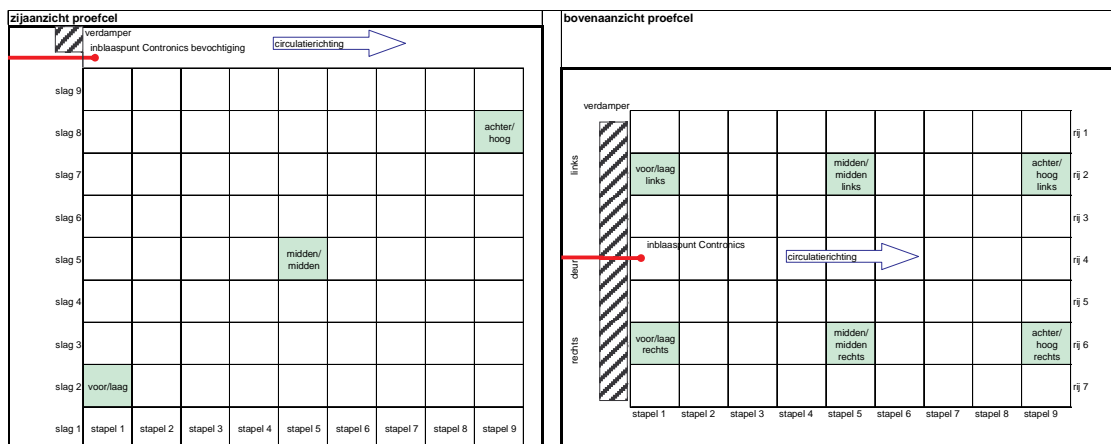 zijaanzicht proefcel
verdamper
inblaaspunt Contronics bevochtiging
circulatierichting
slag 9
slag 8
achter/
hoog
slag 7
slag 6
slag 5
midden/
midden
slag 4
slag 3
slag 2
voor/laag
slag 1
stapel 1
stapel 2
stapel 3
stapel 4
stapel 5
stapel 6
stapel 7
stapel 8
stapel 9
bovenaanzicht proefcel
verdamper
rij 1
links
voor/laag
links
midden/
midden
links
achter/
hoog
links
rij 2
rij 3
inblaaspunt Contronics
deur
circulatierichting
rij 4
rij 5
rechts
voor/laag
rechts
midden/
midden
rechts
achter/
hoog
rechts
rij 6
rij 7
stapel 1
stapel 2
stapel 3
stapel 4
stapel 5
stapel 6
stapel 7
stapel 8
stapel 9